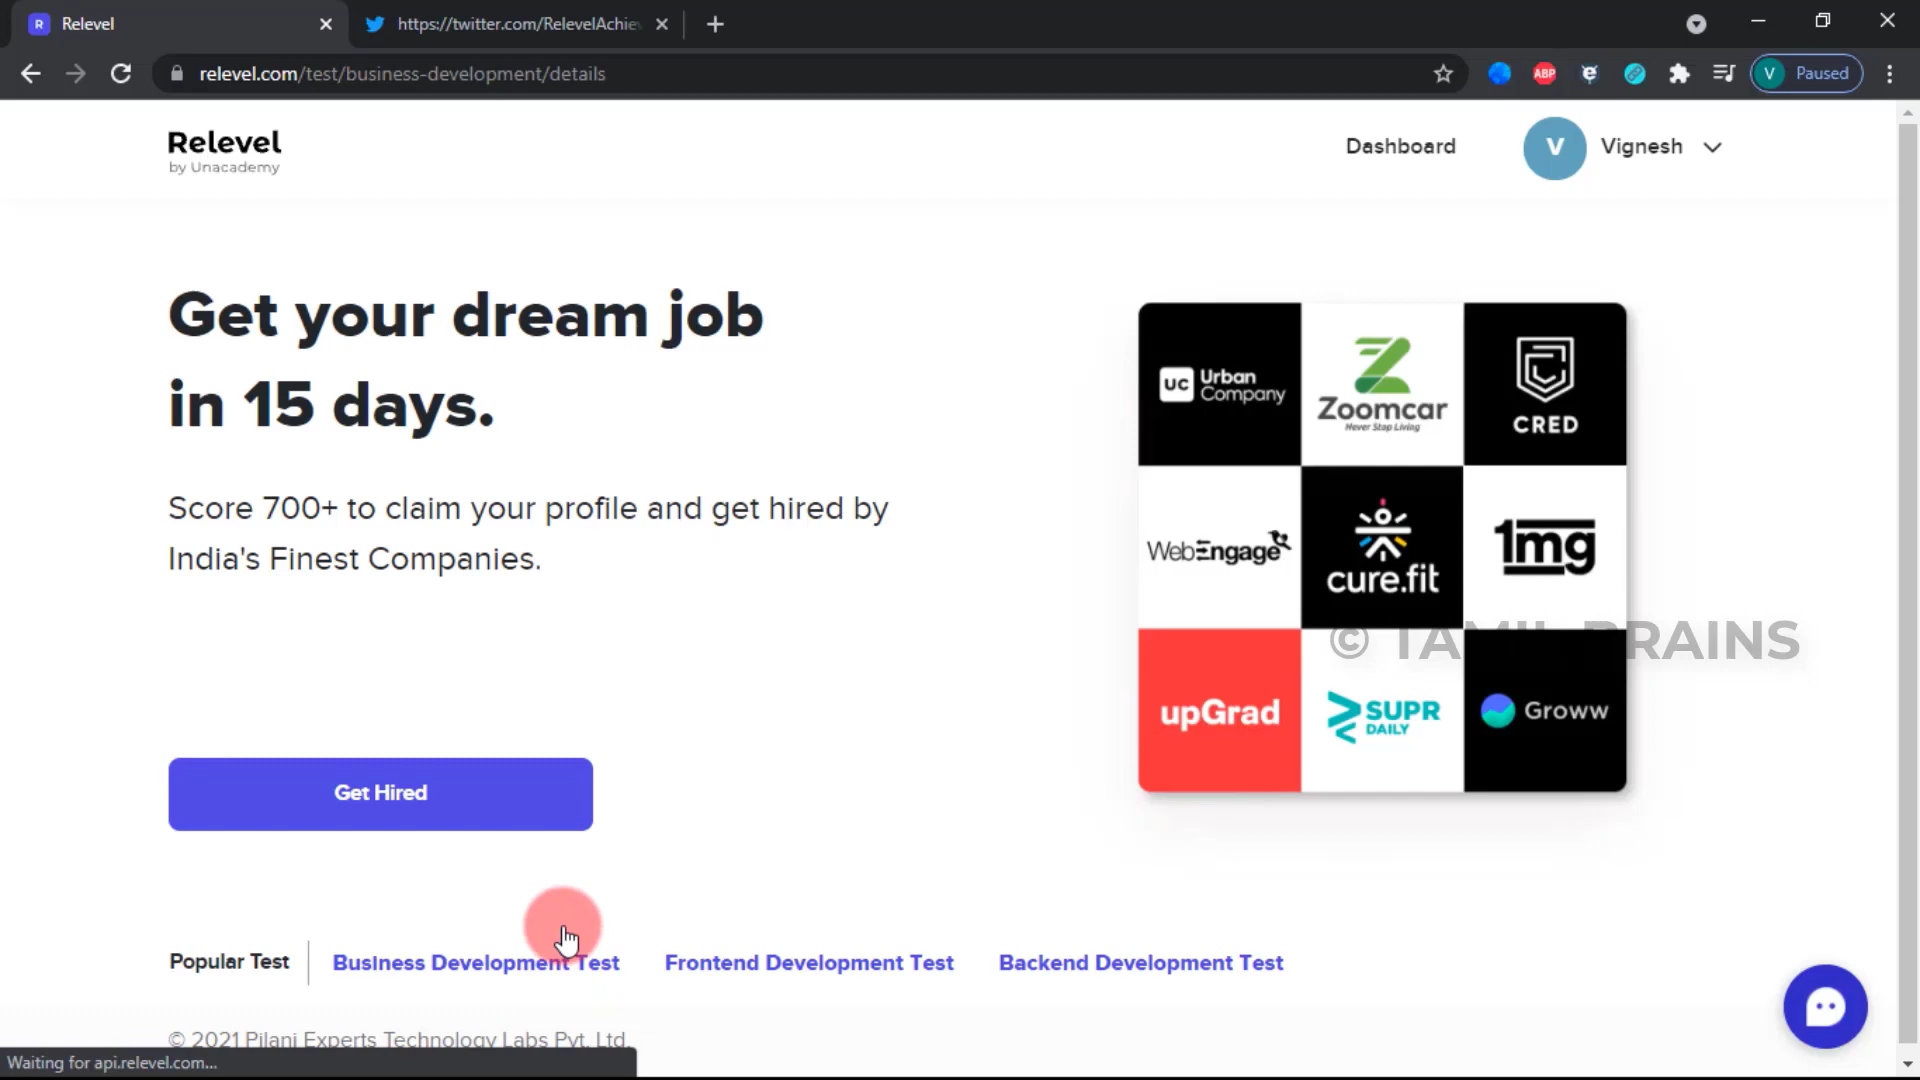 R Relevel
https://twitter.com/RelevelAchie
relevel.com/test/business-development/details
ABP
V Paused
Relevel
by Unacademy
Dashboard
V Vignesh
Get your dream job
in 15 days.
Score 700+ to claim your profile and get hired by
India's Finest Companies.
UC Urban Company
Zoomcar
Never Stop Living
CRED
WebEngage
cure.fit
1mg
© TAMIL BRAINS
upGrad
SUPR
DAILY
Groww
Get Hired
Popular Test
Business Development Test
Frontend Development Test
Backend Development Test
© 2021 Pilani Experts Technology Labs Pvt. Ltd.
Waiting for api.relevel.com...